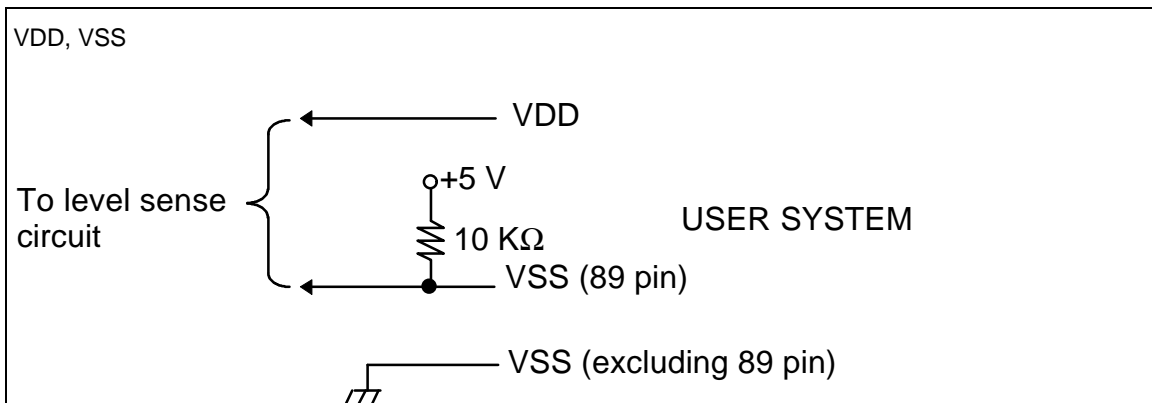 VDD, VSS
VDD
+5 V
To level sense
circuit
USER SYSTEM
10 KΩ
VSS (89 pin)
VSS (excluding 89 pin)